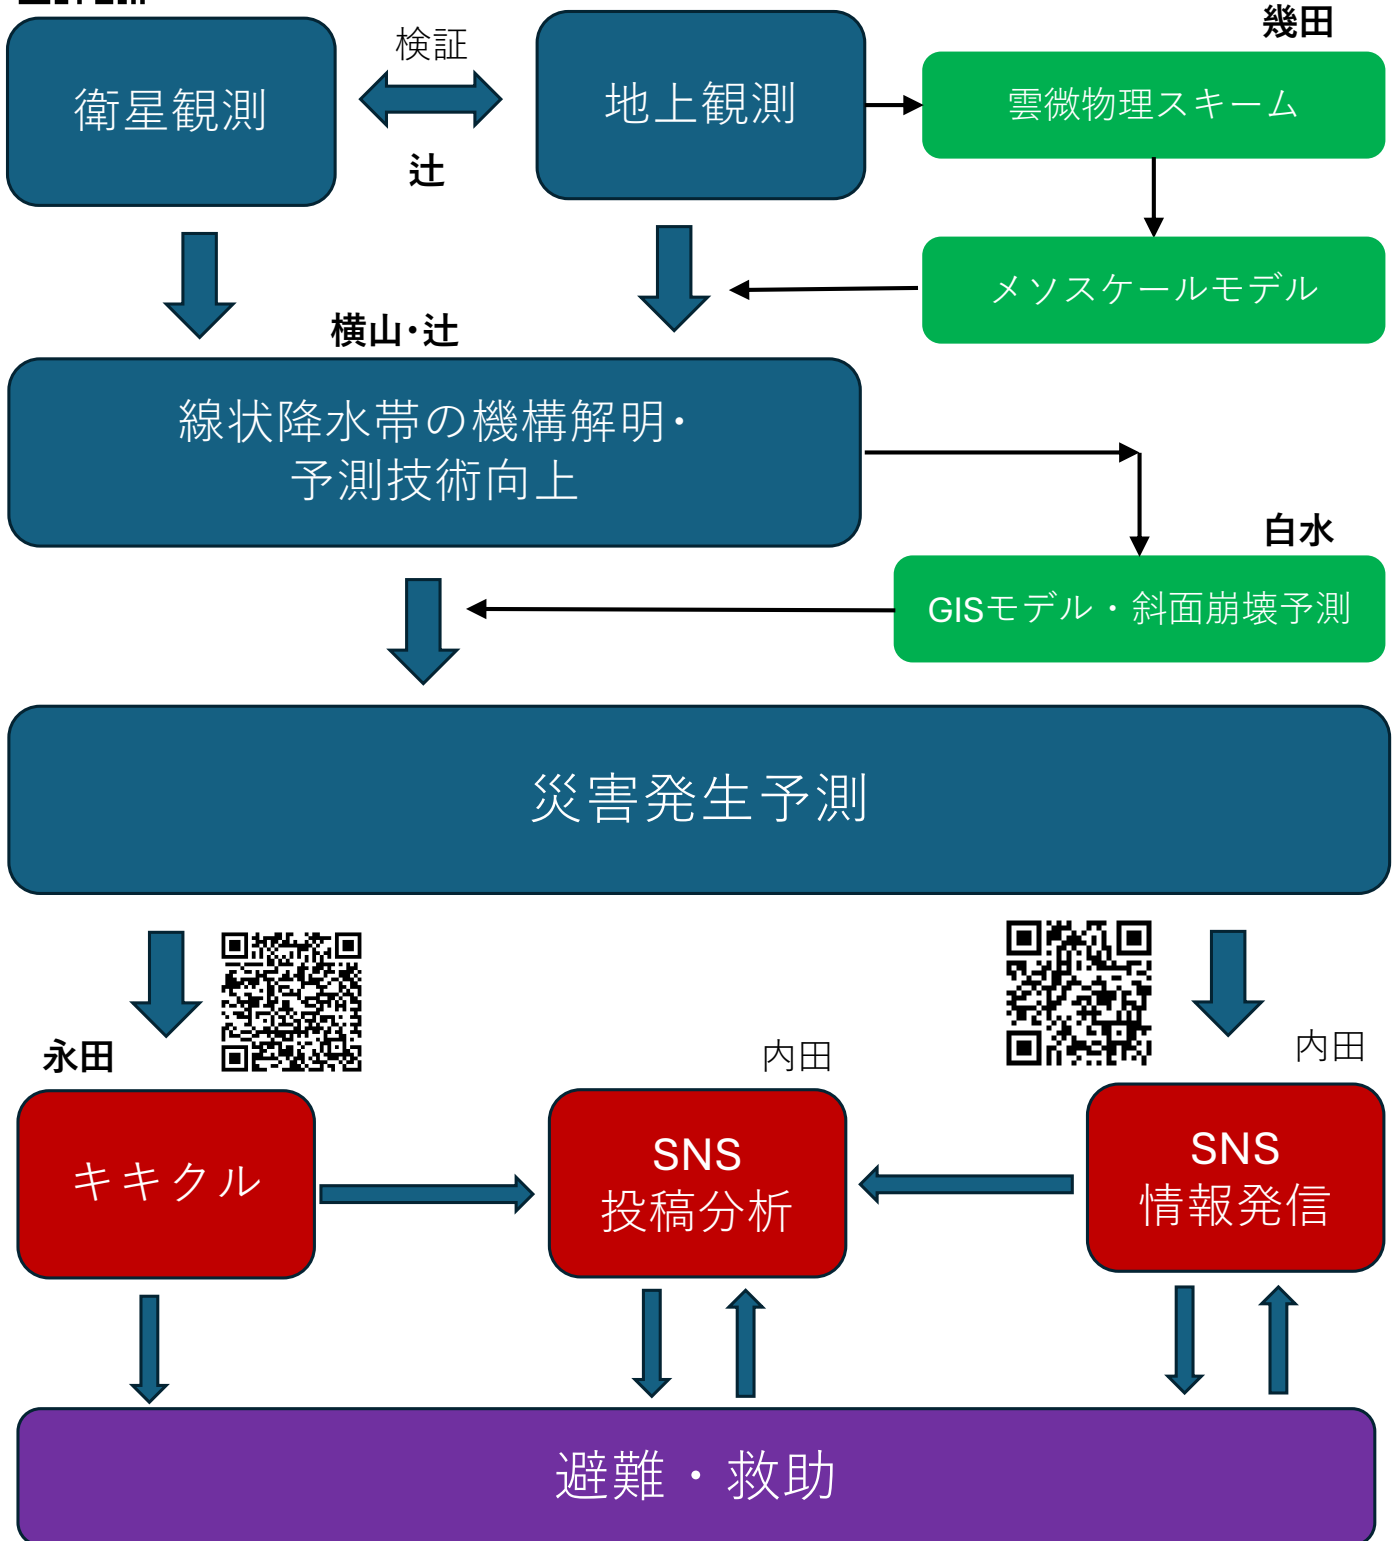 幾田
検証
衛星観測
地上観測
雲微物理スキーム
辻
メソスケールモデル
横山・辻
線状降水帯の機構解明・
予測技術向上
白水
GISモデル・斜面崩壊予測
災害発生予測
永田
内田
内田
キキクル
SNS
投稿分析
SNS
情報発信
避難・救助